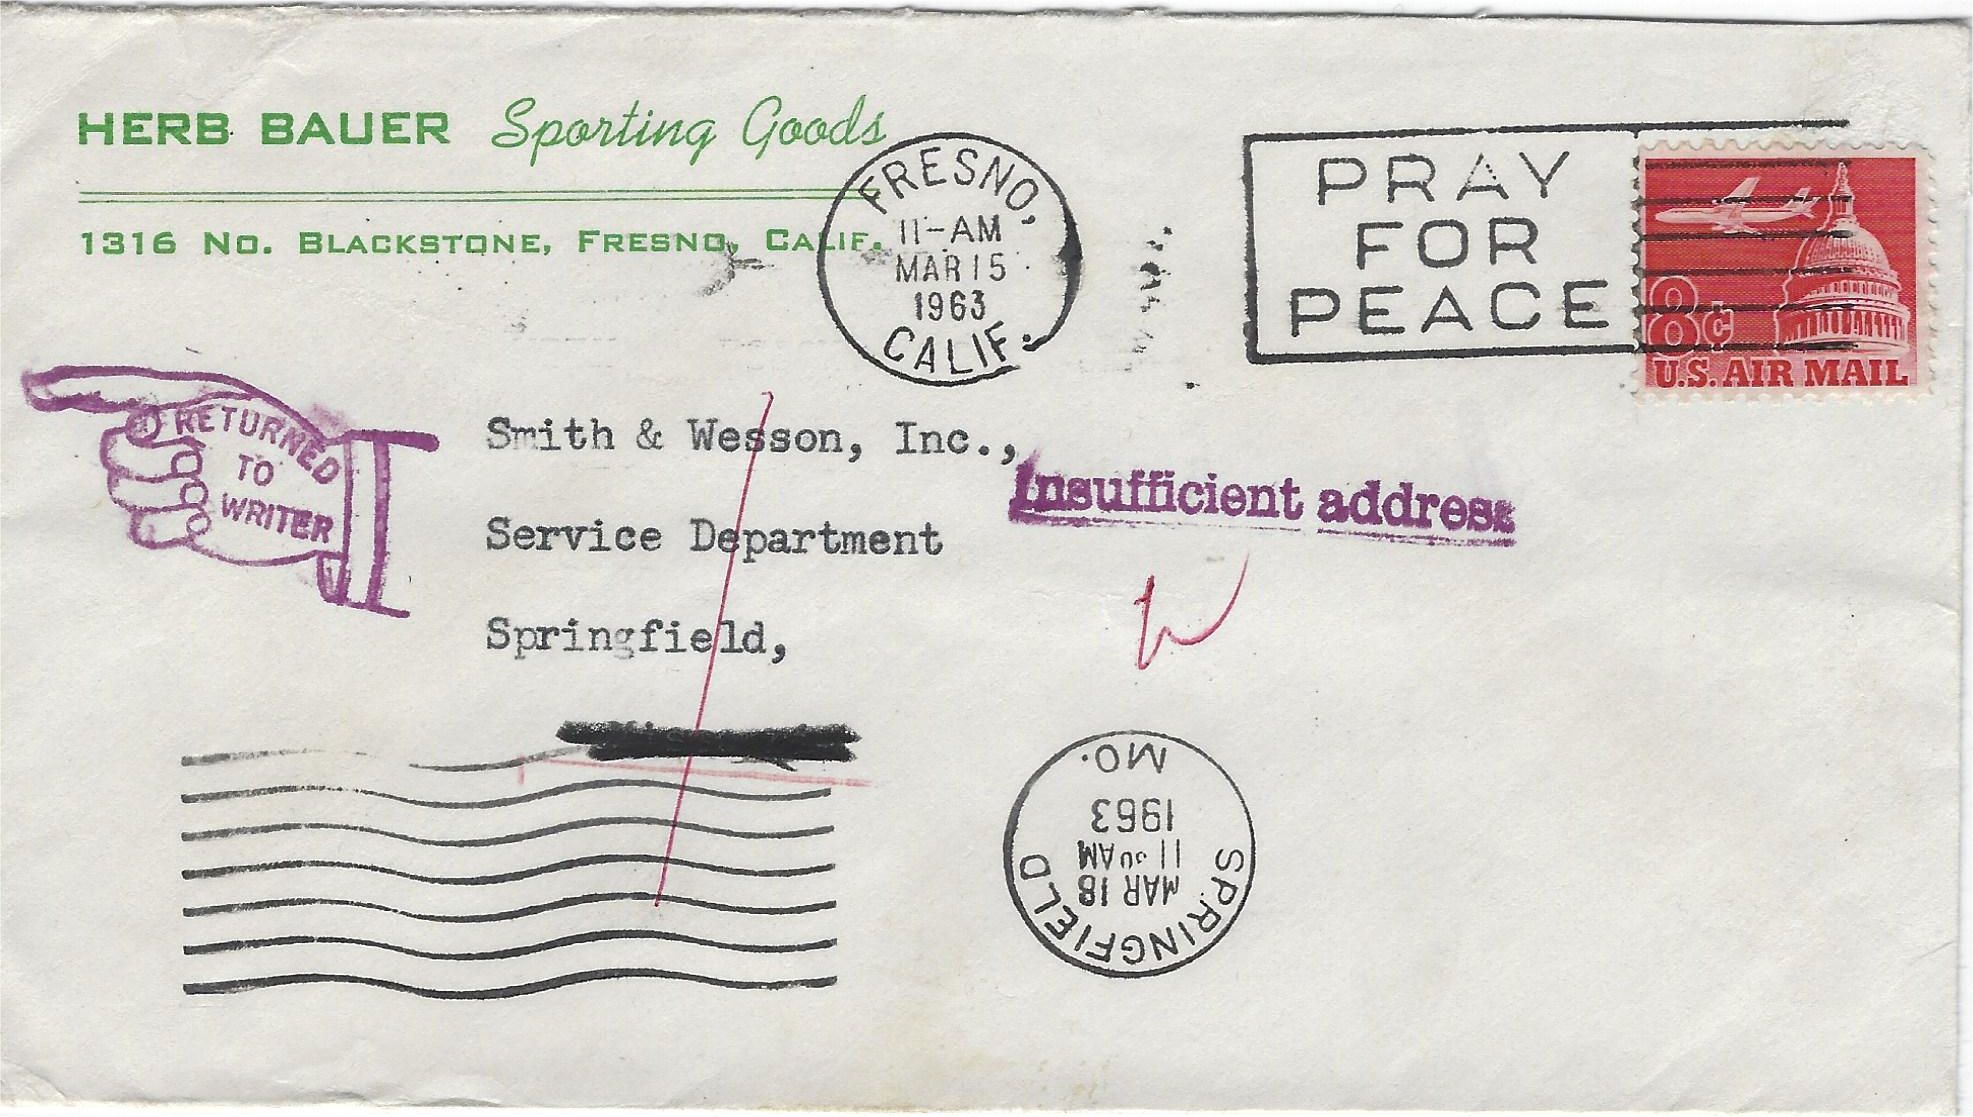 HERB BAUER Sporting Goods
1316 No. Blackstone, Fresno, Calif.
FRESNO,
11-AM
MAR 15
1963
CALIF.
PRAY
FOR
PEACE
8¢
U.S. AIR MAIL
RETURNED
TO
WRITER
Smith & Wesson, Inc.,
Service Department
Springfield,
Insufficient address
SPRINGFIELD
MAR 18
11 AM
1963
MO.